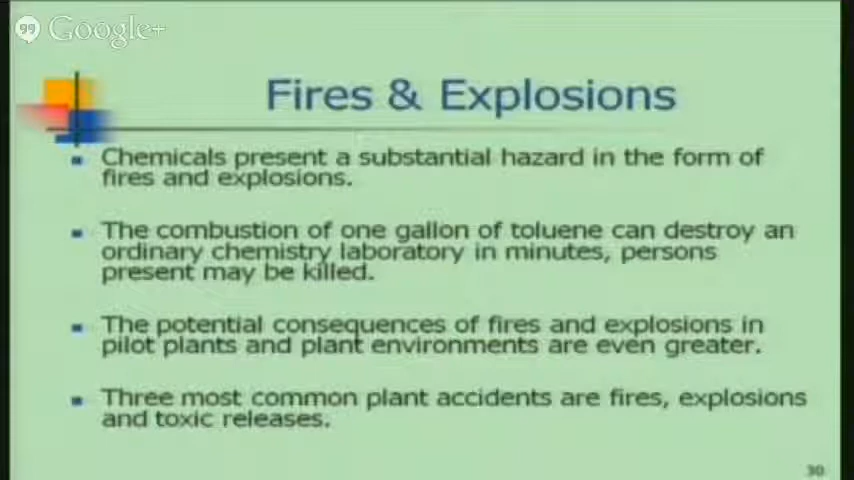 Google+
Fires & Explosions
Chemicals present a substantial hazard in the form of
fires and explosions.
The combustion of one gallon of toluene can destroy an
ordinary chemistry laboratory in minutes, persons
present may be killed.
The potential consequences of fires and explosions in
pilot plants and plant environments are even greater.
Three most common plant accidents are fires, explosions
and toxic releases.
30